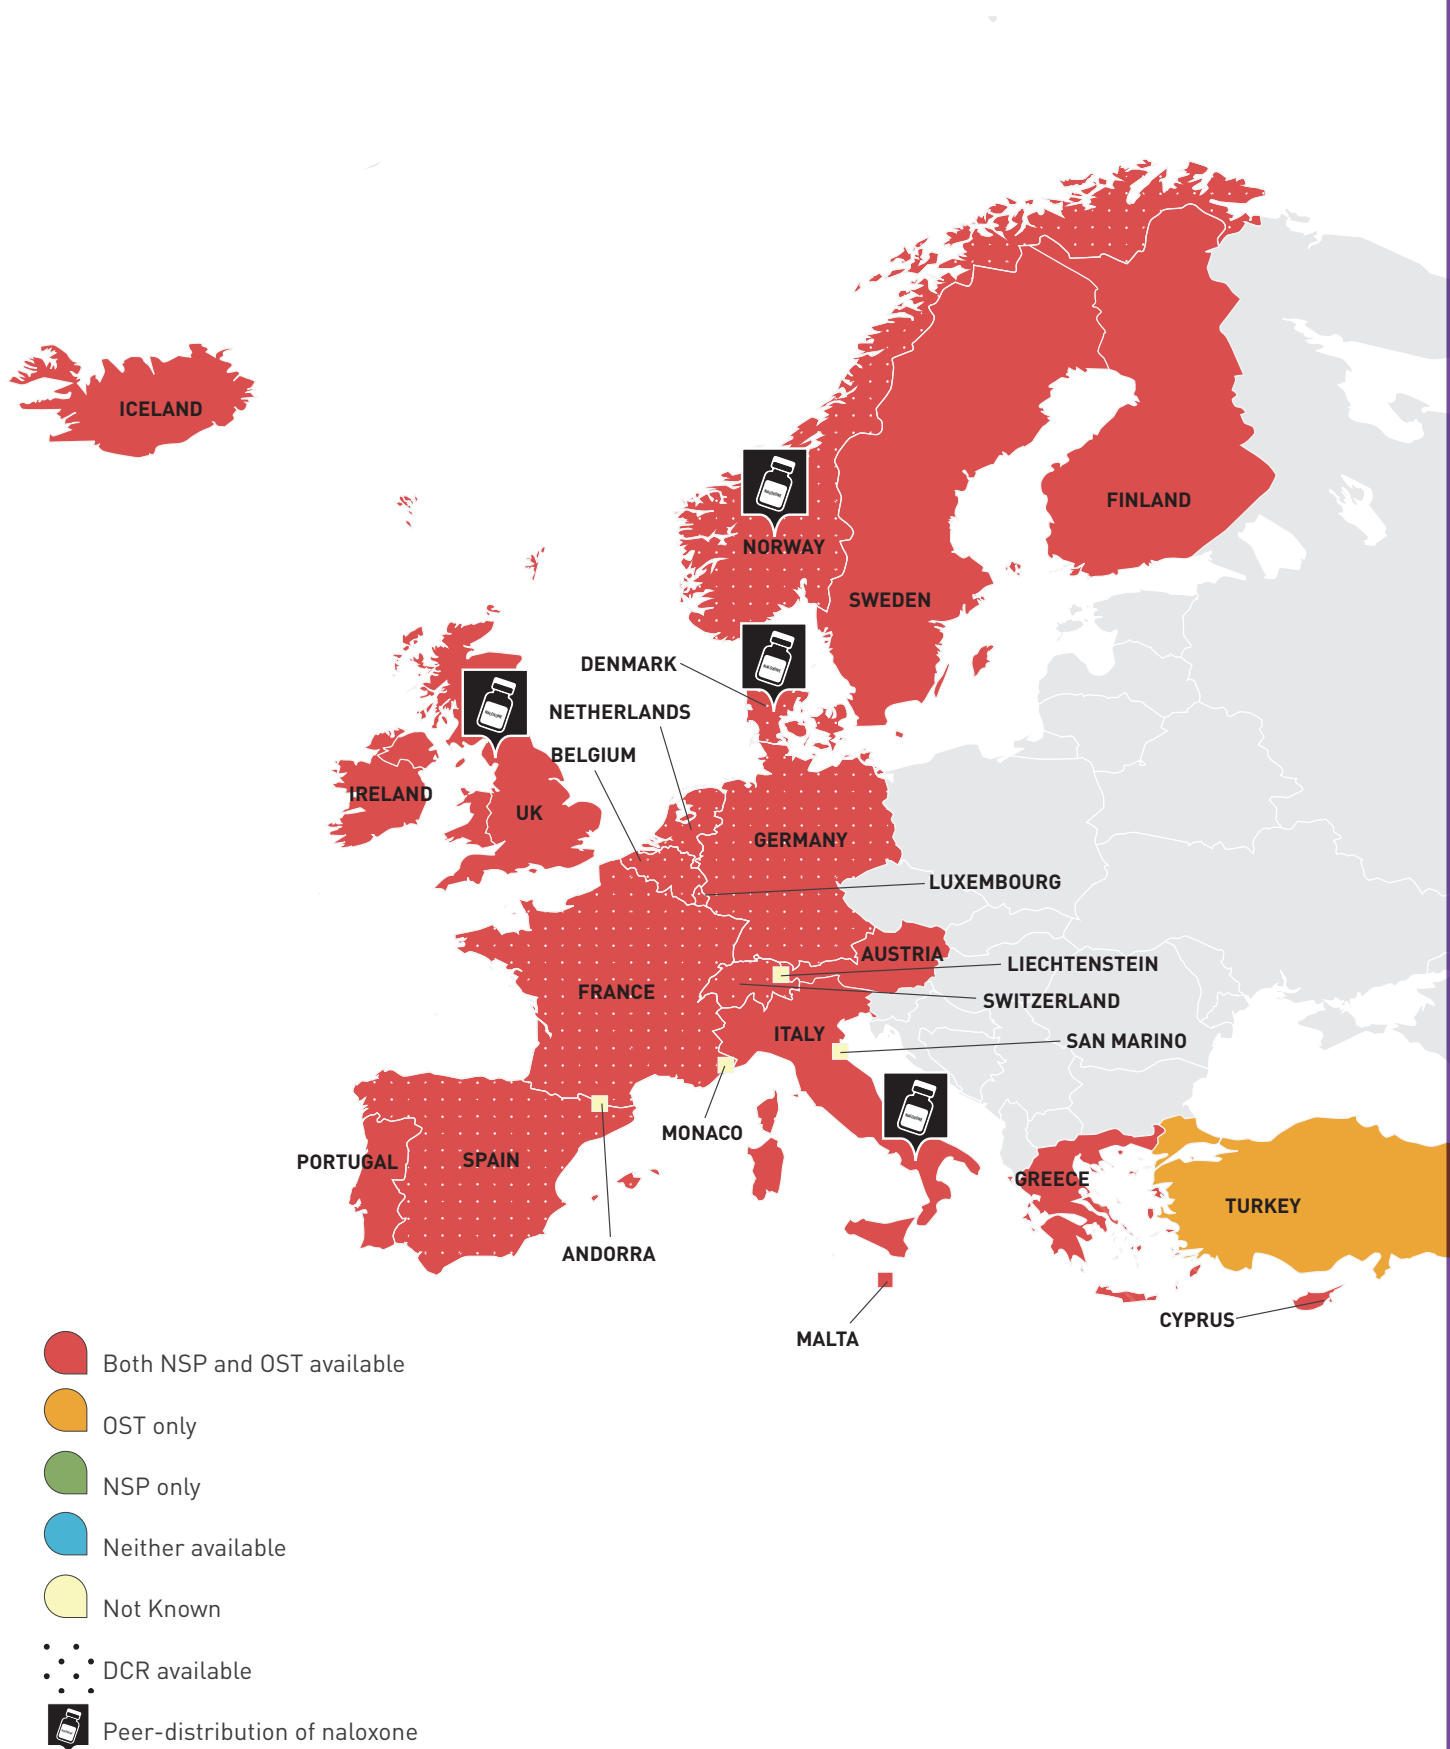 ICELAND
FINLAND
NORWAY
SWEDEN
DENMARK
NETHERLANDS
BELGIUM
IRELAND
UK
GERMANY
LUXEMBOURG
AUSTRIA
LIECHTENSTEIN
FRANCE
SWITZERLAND
ITALY
SAN MARINO
MONACO
PORTUGAL
SPAIN
GREECE
TURKEY
ANDORRA
CYPRUS
MALTA
Both NSP and OST available
OST only
NSP only
Neither available
Not Known
DCR available
Peer-distribution of naloxone